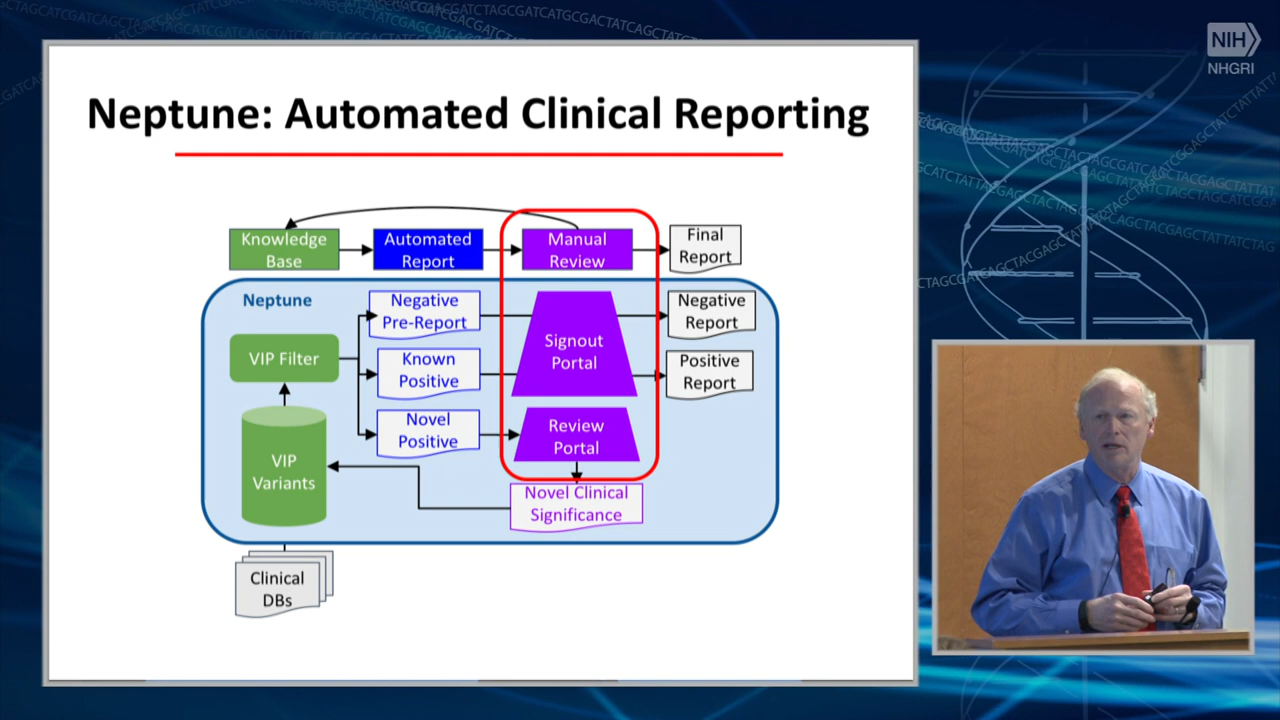 NIH
NHGRI
Neptune: Automated Clinical Reporting
Knowledge
Base
Automated
Report
Manual
Review
Final
Report
Neptune
Negative
Pre-Report
Negative
Report
VIP Filter
Known
Positive
Signout
Portal
Positive
Report
Novel
Positive
Review
Portal
VIP
Variants
Novel Clinical
Significance
Clinical
DBs